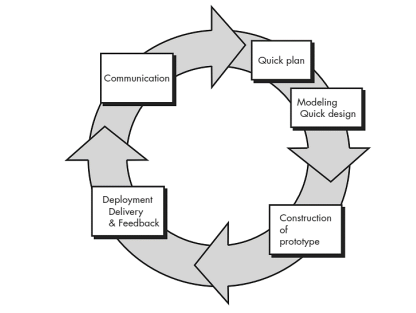 Communication
Quick plan
Modeling
Quick design
Construction
of
prototype
Deployment
Delivery
& Feedback